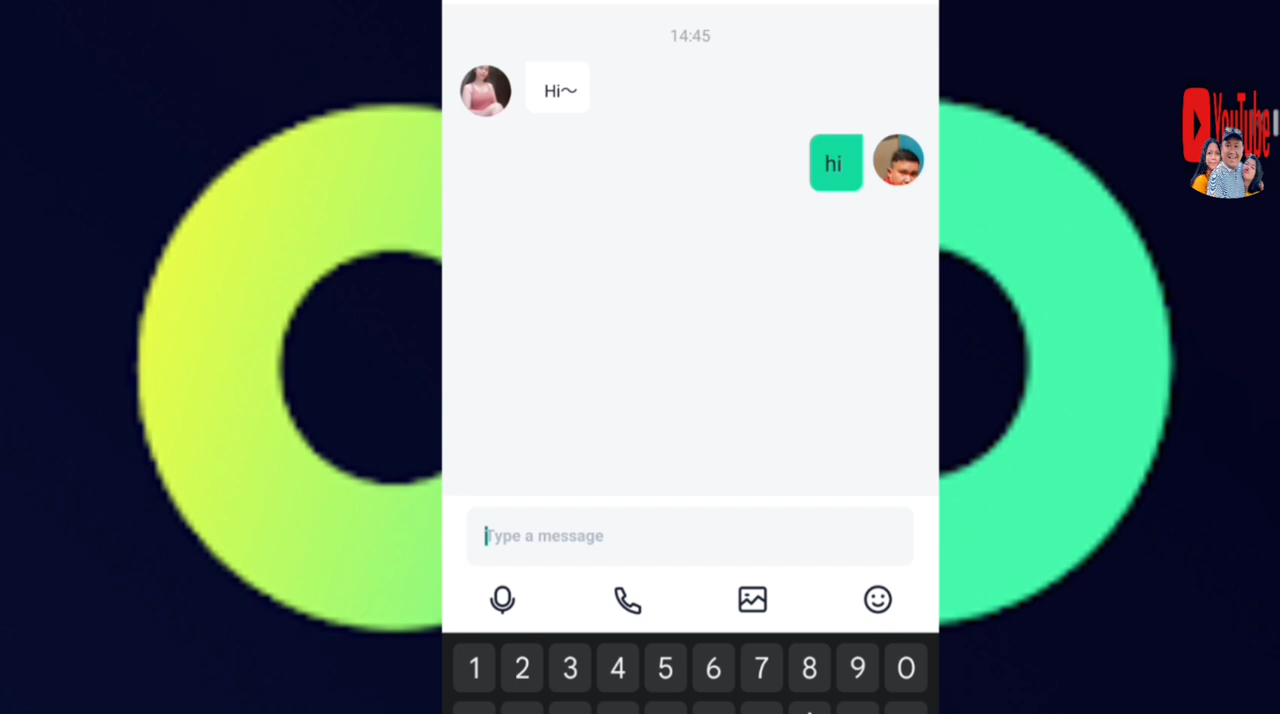 14:45
Hi～
hi
YouTube
Type a message
1 2 3 4 5 6 7 8 9 0